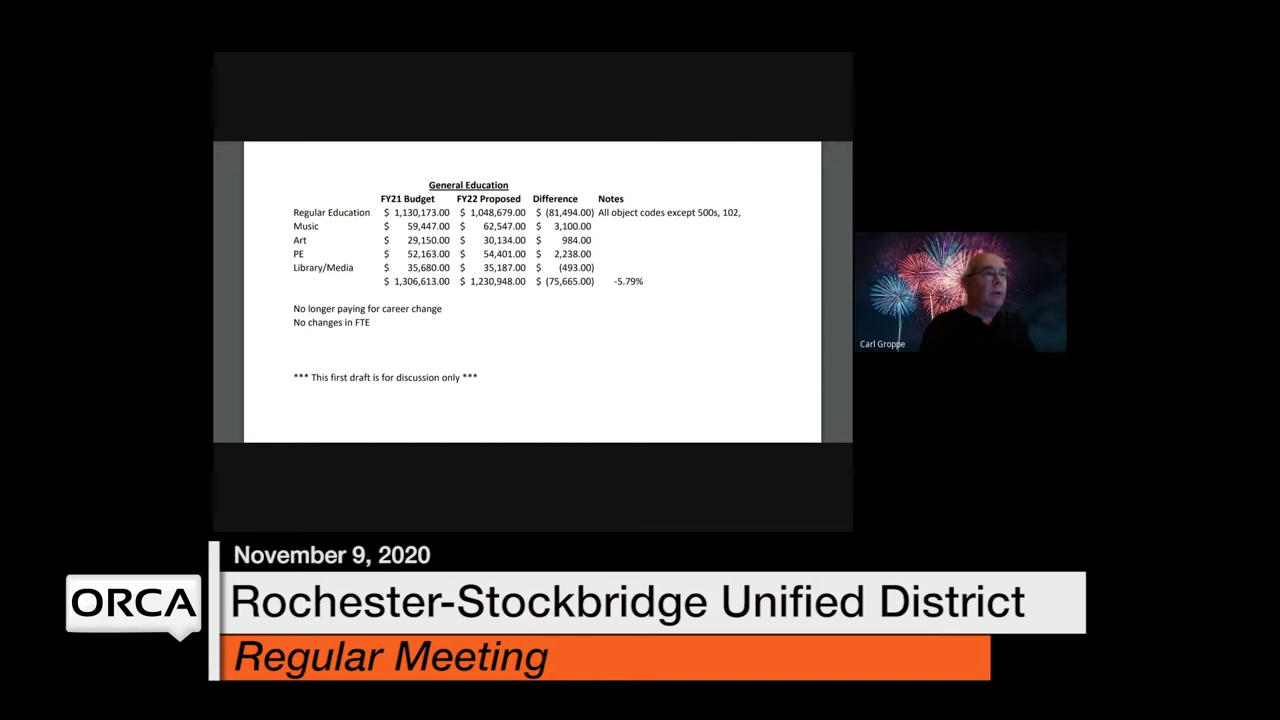 General Education
FY21 Budget FY22 Proposed Difference Notes
Regular Education $ 1,130,173.00 $ 1,048,679.00 $ (81,494.00) All object codes except 500s, 102,
Music $ 59,447.00 $ 62,547.00 $ 3,100.00
Art $ 29,150.00 $ 30,134.00 $ 984.00
PE $ 52,163.00 $ 54,401.00 $ 2,238.00
Library/Media $ 35,680.00 $ 35,187.00 $ (493.00)
$ 1,306,613.00 $ 1,230,948.00 $ (75,665.00) -5.79%
No longer paying for career change
No changes in FTE
*** This first draft is for discussion only ***
Carl Groppe
November 9, 2020
ORCA
Rochester-Stockbridge Unified District
Regular Meeting